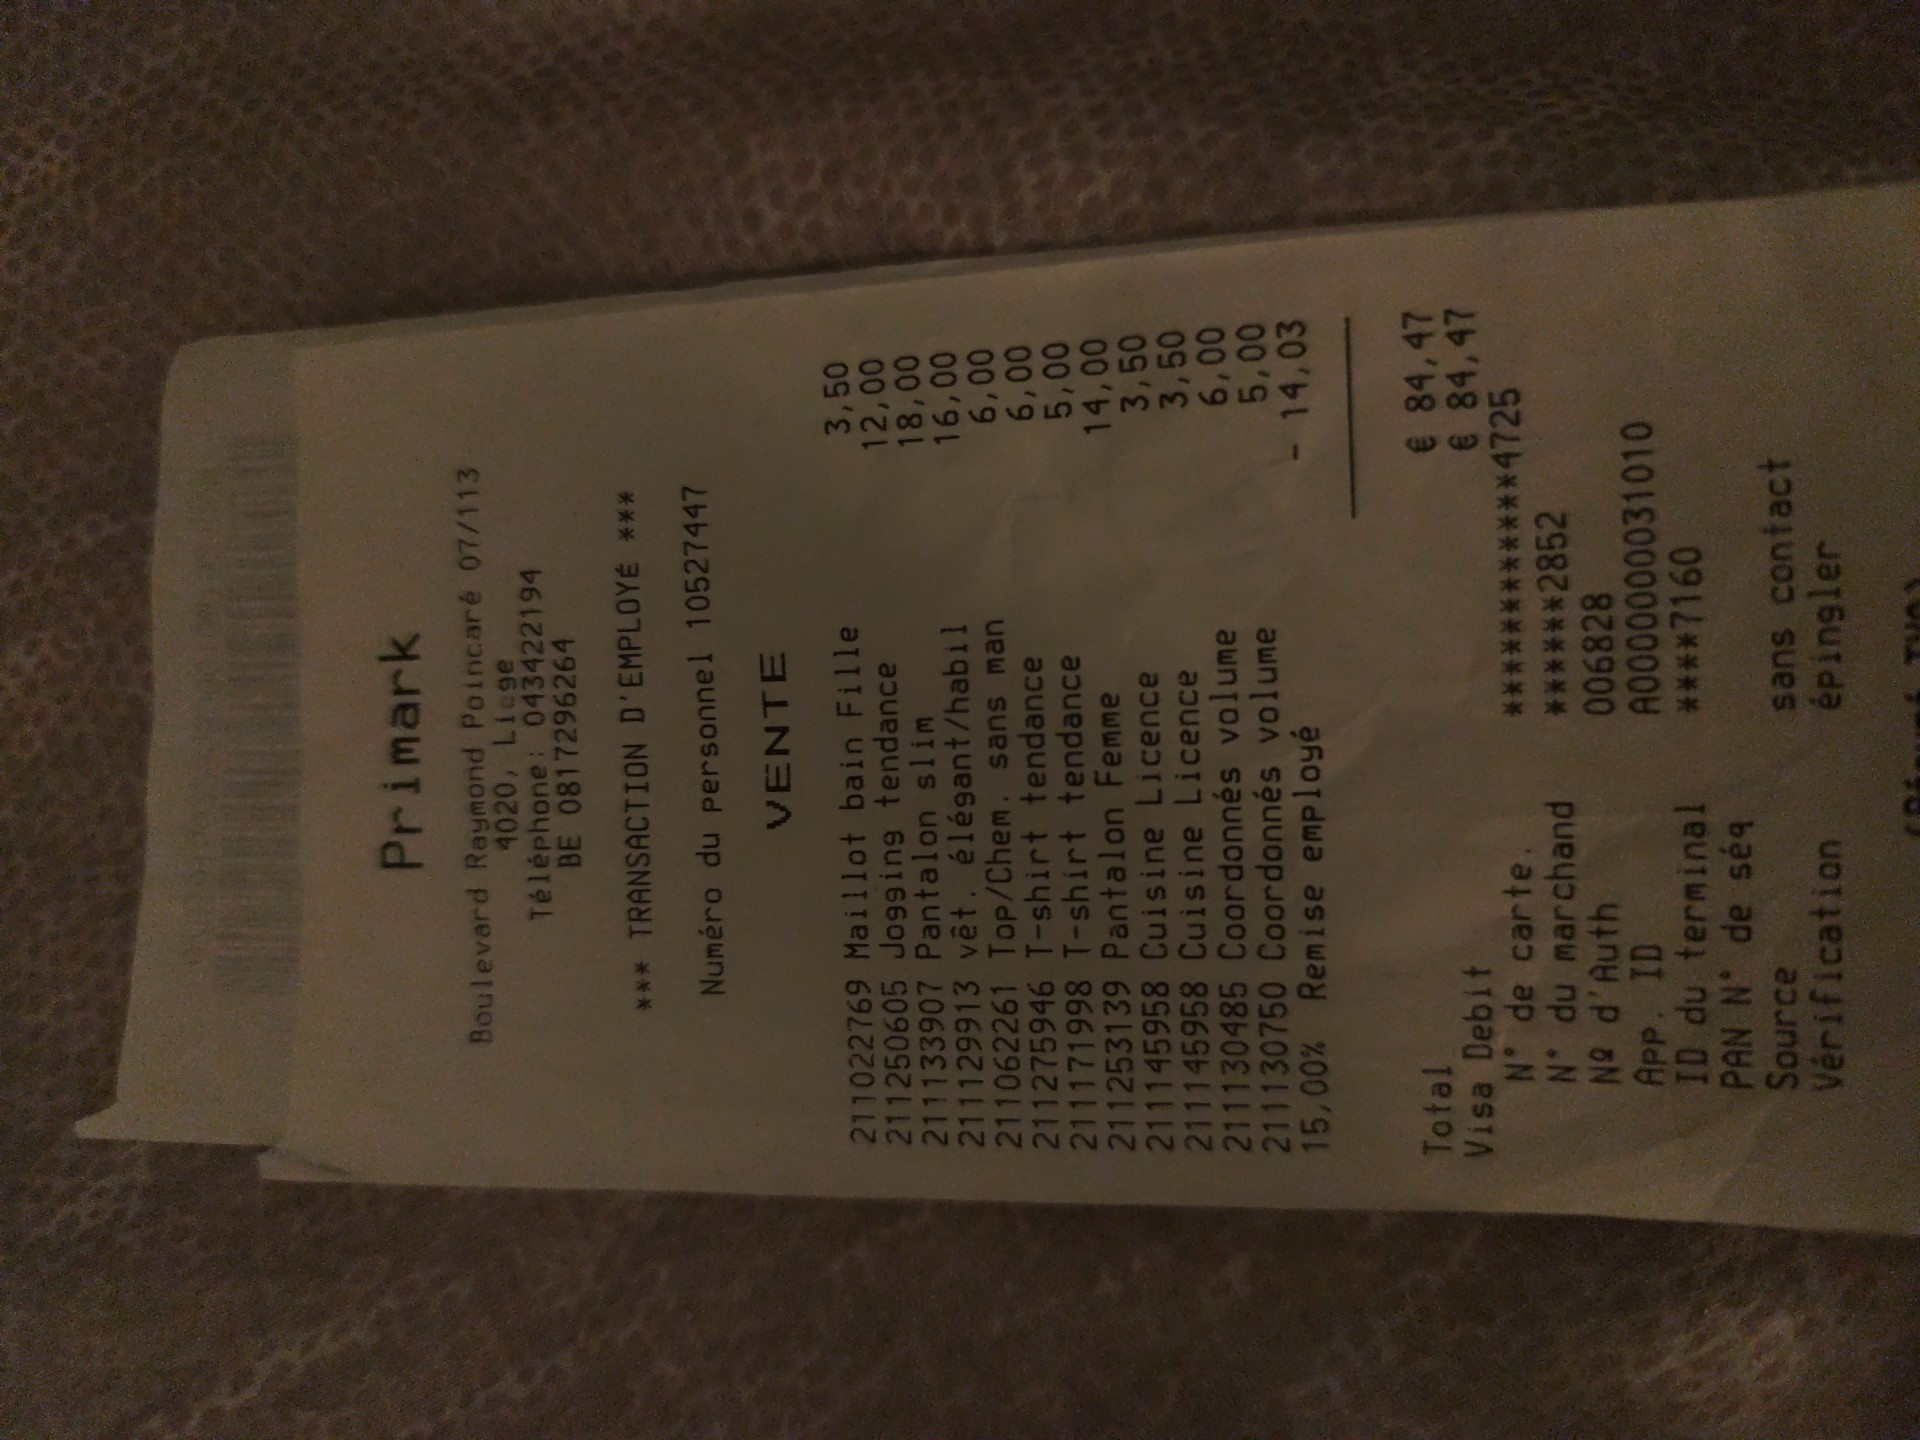 Primark
Boulevard Raymond Poincaré 07/113
4020, Liege
Téléphone: 043422194
BE 0817296264
*** TRANSACTION D'EMPLOYÉ ***
Numéro du personnel 10527447
VENTE
211022769 Maillot bain Fille 3,50
211250605 Jogging tendance 12,00
211133907 Pantalon slim 18,00
211129913 vêt. élégant/habil 16,00
211062261 Top/Chem. sans man 6,00
211275946 T-shirt tendance 6,00
211171998 T-shirt tendance 5,00
211253139 Pantalon Femme 14,00
211145958 Cuisine Licence 3,50
211145958 Cuisine Licence 3,50
211130485 Coordonnés volume 6,00
211130750 Coordonnés volume 5,00
15,00% Remise employé - 14,03
Total € 84,47
Visa Debit € 84,47
N° de carte. ************4725
N° du marchand ******2852
Nº d'Auth 006828
App. ID A0000000031010
ID du terminal ****7160
PAN N° de séq
Source sans contact
Vérification épingler